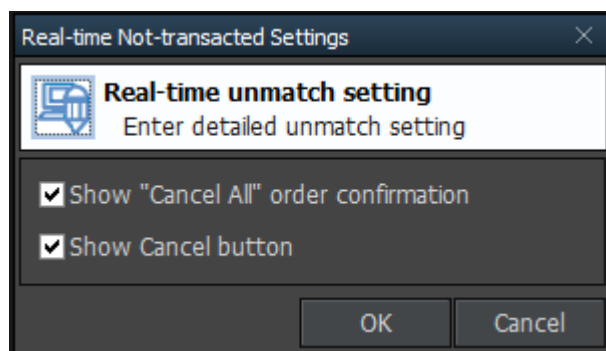 Real-time Not-transacted Settings
Real-time unmatch setting
Enter detailed unmatch setting
Show "Cancel All" order confirmation
Show Cancel button
OK Cancel